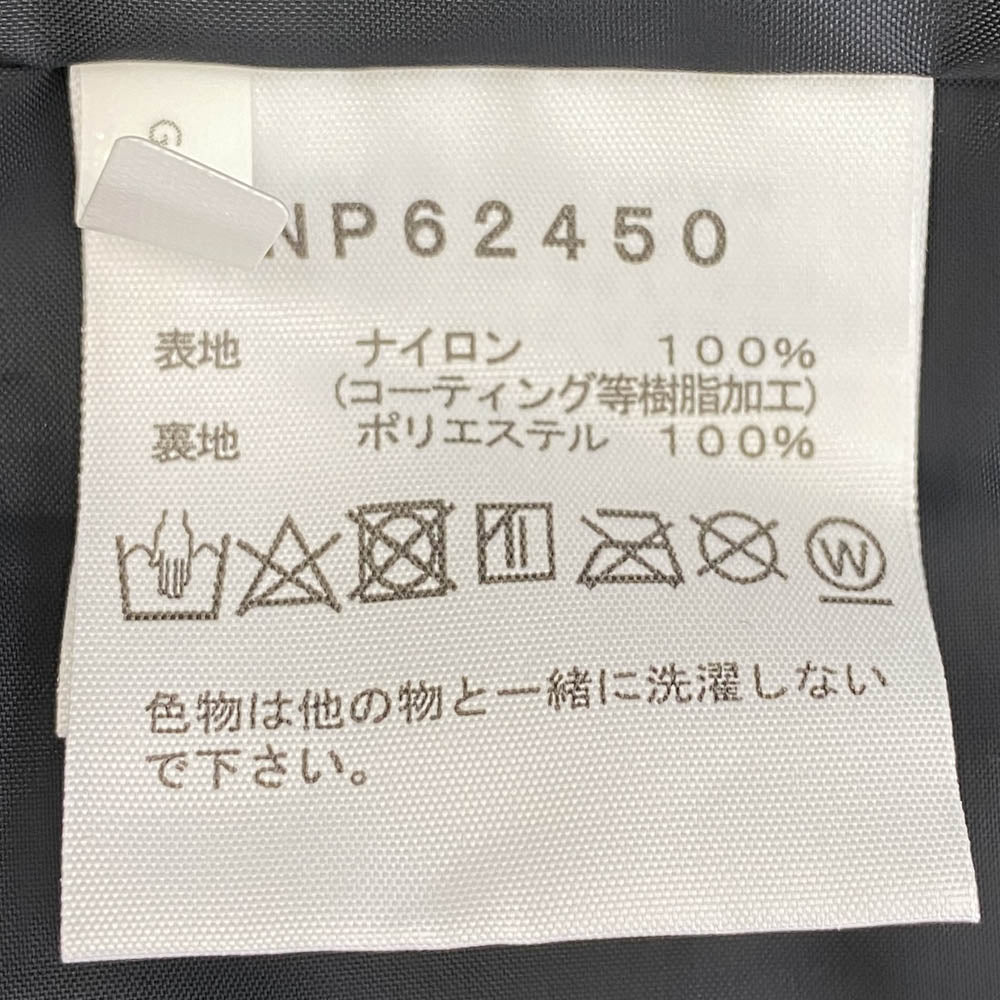 G
NP62450
表地 ナイロン 100%
(コーティング等樹脂加工)
裏地 ポリエステル 100%
W
色物は他の物と一緒に洗濯しない
で下さい。